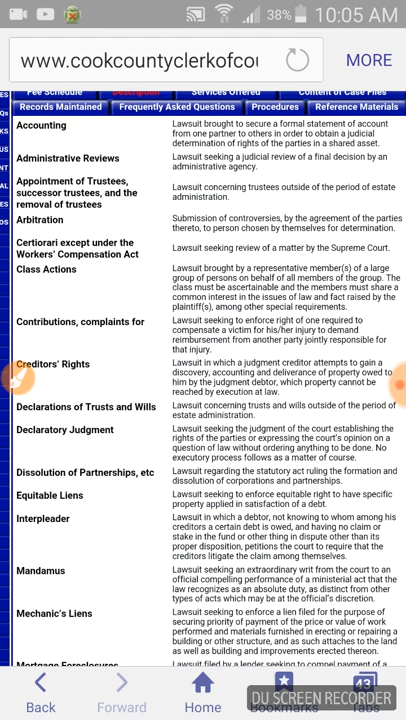 38% 10:05 AM
www.cookcountyclerkofcou
MORE
Fee Schedule Description Services Offered Content of Case Files
Records Maintained Frequently Asked Questions Procedures Reference Materials
ES
Qs
KS
US
NT
AL
ES
OS
Accounting
Lawsuit brought to secure a formal statement of account
from one partner to others in order to obtain a judicial
determination of rights of the parties in a shared asset.
Administrative Reviews
Lawsuit seeking a judicial review of a final decision by an
administrative agency.
Appointment of Trustees,
successor trustees, and the
removal of trustees
Lawsuit concerning trustees outside of the period of estate
administration.
Arbitration
Submission of controversies, by the agreement of the parties
thereto, to person chosen by themselves for determination.
Certiorari except under the
Workers' Compensation Act
Lawsuit seeking review of a matter by the Supreme Court.
Class Actions
Lawsuit brought by a representative member(s) of a large
group of persons on behalf of all members of the group. The
class must be ascertainable and the members must share a
common interest in the issues of law and fact raised by the
plaintiff(s), among other special requirements.
Contributions, complaints for
Lawsuit seeking to enforce right of one required to
compensate a victim for his/her injury to demand
reimbursement from another party jointly responsible for
that injury.
Creditors' Rights
Lawsuit in which a judgment creditor attempts to gain a
discovery, accounting and deliverance of property owed to
him by the judgment debtor, which property cannot be
reached by execution at law.
Declarations of Trusts and Wills
Lawsuit concerning trusts and wills outside of the period of
estate administration.
Declaratory Judgment
Lawsuit seeking the judgment of the court establishing the
rights of the parties or expressing the court's opinion on a
question of law without ordering anything to be done. No
executory process follows as a matter of course.
Dissolution of Partnerships, etc
Lawsuit regarding the statutory act ruling the formation and
dissolution of corporations and partnerships.
Equitable Liens
Lawsuit seeking to enforce equitable right to have specific
property applied in satisfaction of a debt.
Interpleader
Lawsuit in which a debtor, not knowing to whom among his
creditors a certain debt is owed, and having no claim or
stake in the fund or other thing in dispute other than its
proper disposition, petitions the court to require that the
creditors litigate the claim among themselves.
Mandamus
Lawsuit seeking an extraordinary writ from the court to an
official compelling performance of a ministerial act that the
law recognizes as an absolute duty, as distinct from other
types of acts which may be at the official's discretion.
Mechanic's Liens
Lawsuit seeking to enforce a lien filed for the purpose of
securing priority of payment of the price or value of work
performed and materials furnished in erecting or repairing a
building or other structure, and as such attaches to the land
as well as building and improvements erected thereon.
Mortgage Foreclosures
Lawsuit filed by a lender seeking to compel payment of a
43
Back Forward Home Bookmarks Tabs
DU SCREEN RECORDER